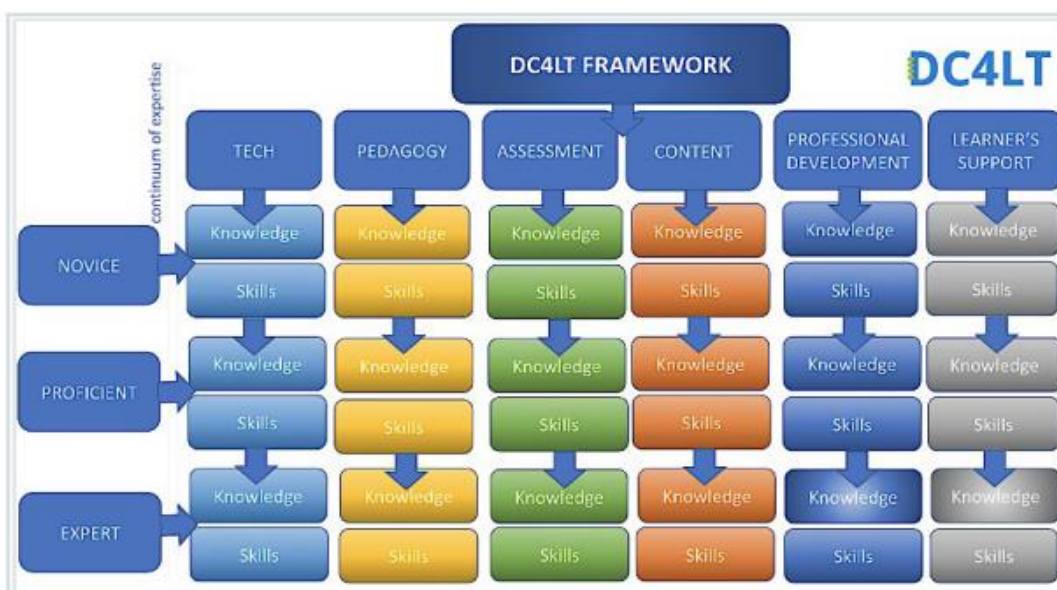 DC4LT FRAMEWORK
DC4LT
continuum of expertise
TECH
PEDAGOGY
ASSESSMENT
CONTENT
PROFESSIONAL
DEVELOPMENT
LEARNER'S
SUPPORT
NOVICE
Knowledge
Knowledge
Knowledge
Knowledge
Knowledge
Knowledge
Skills
Skills
Skills
Skills
Skills
Skills
PROFICIENT
Knowledge
Knowledge
Knowledge
Knowledge
Knowledge
Knowledge
Skills
Skills
Skills
Skills
Skills
Skills
EXPERT
Knowledge
Knowledge
Knowledge
Knowledge
Knowledge
Knowledge
Skills
Skills
Skills
Skills
Skills
Skills